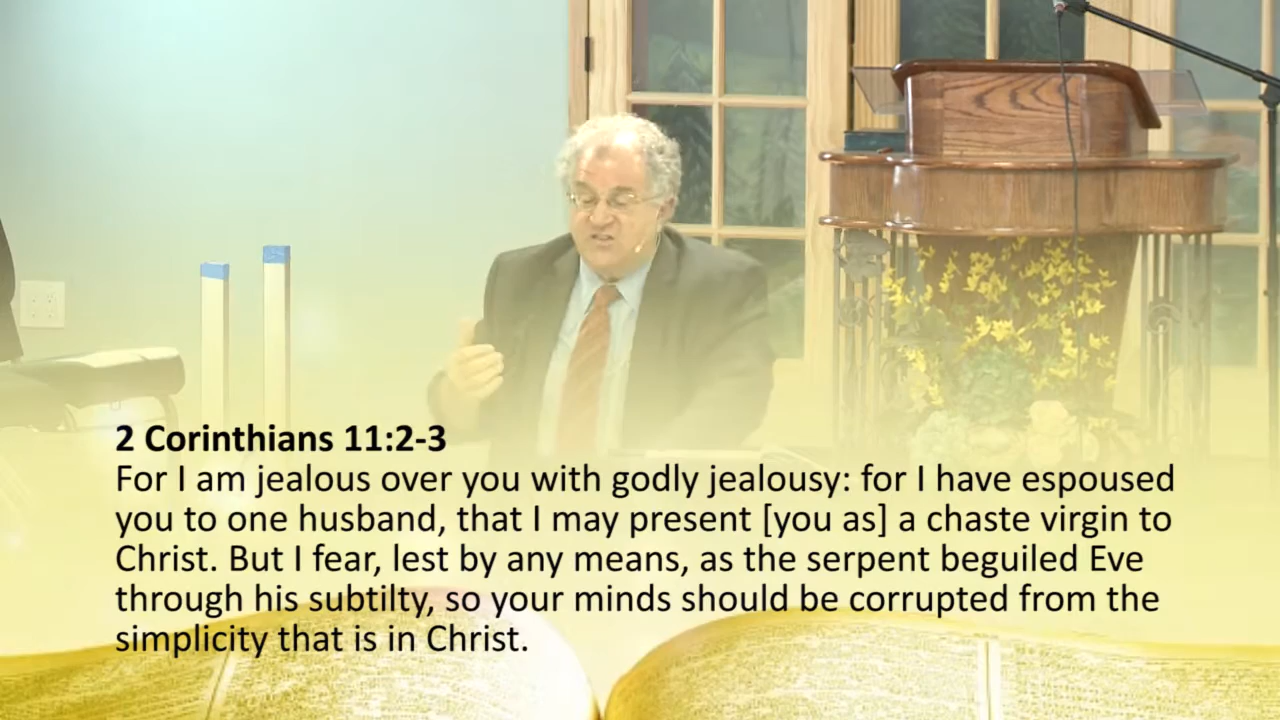 2 Corinthians 11:2-3
For I am jealous over you with godly jealousy: for I have espoused
you to one husband, that I may present [you as] a chaste virgin to
Christ. But I fear, lest by any means, as the serpent beguiled Eve
through his subtilty, so your minds should be corrupted from the
simplicity that is in Christ.